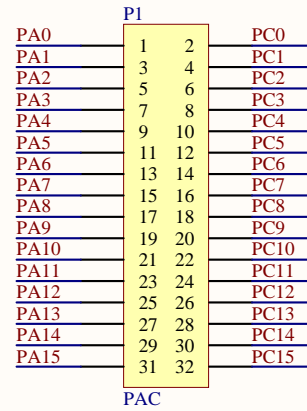 P1
PA0 1 2 PC0
PA1 3 4 PC1
PA2 5 6 PC2
PA3 7 8 PC3
PA4 9 10 PC4
PA5 11 12 PC5
PA6 13 14 PC6
PA7 15 16 PC7
PA8 17 18 PC8
PA9 19 20 PC9
PA10 21 22 PC10
PA11 23 24 PC11
PA12 25 26 PC12
PA13 27 28 PC13
PA14 29 30 PC14
PA15 31 32 PC15
PAC